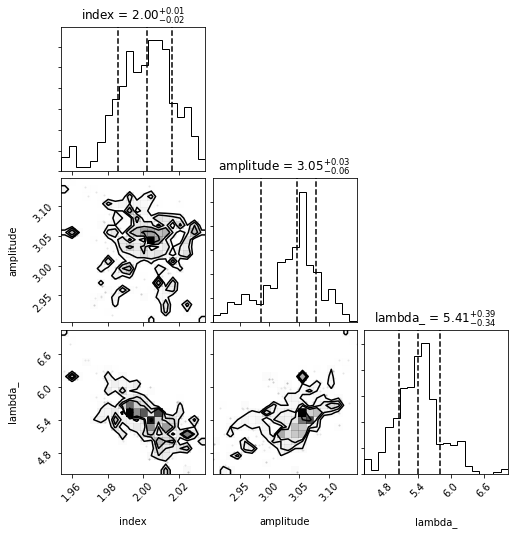 index = 2.00+0.01−0.02
amplitude = 3.05+0.03−0.06
3.10
3.05
3.00
2.95
amplitude
lambda_ = 5.41+0.39−0.34
6.6
6.0
5.4
4.8
lambda_
1.96 1.98 2.00 2.02
2.95 3.00 3.05 3.10
4.8 5.4 6.0 6.6
index amplitude lambda_